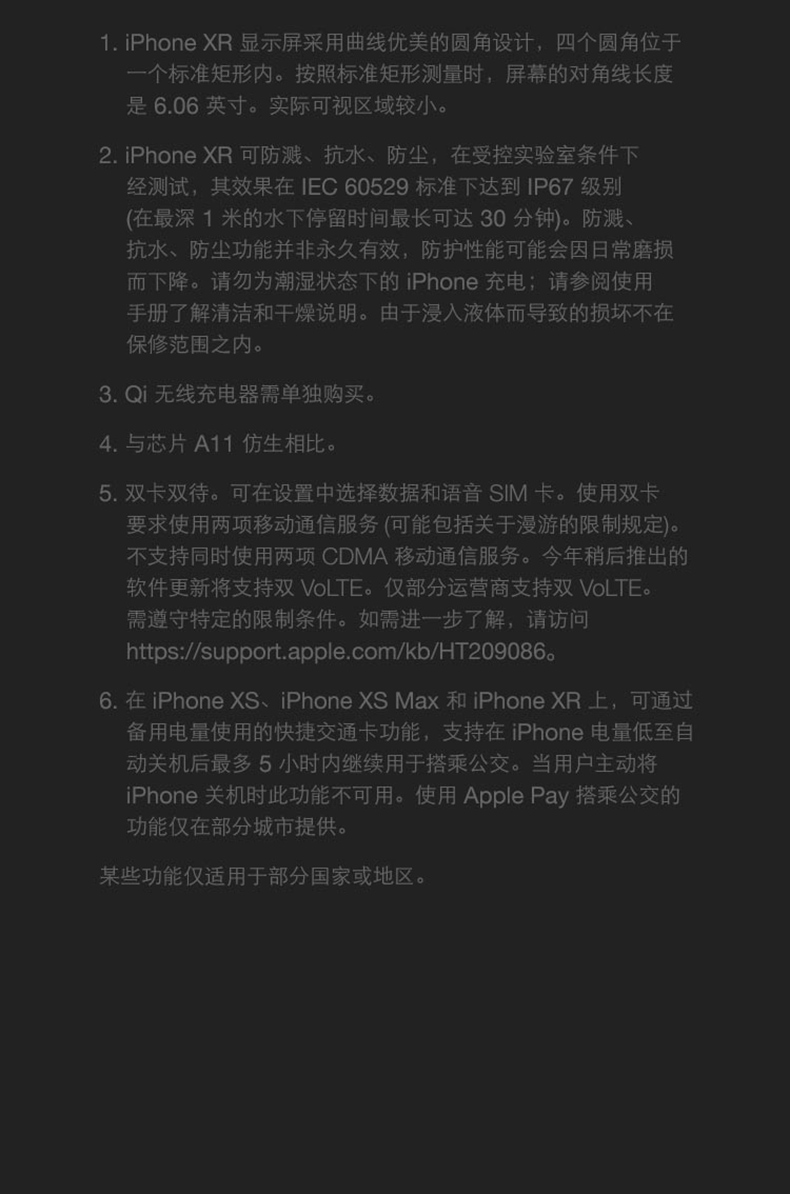 1. iPhone XR 显示屏采用曲线优美的圆角设计，四个圆角位于
一个标准矩形内。按照标准矩形测量时，屏幕的对角线长度
是 6.06 英寸。实际可视区域较小。
2. iPhone XR 可防溅、抗水、防尘，在受控实验室条件下
经测试，其效果在 IEC 60529 标准下达到 IP67 级别
(在最深 1 米的水下停留时间最长可达 30 分钟)。防溅、
抗水、防尘功能并非永久有效，防护性能可能会因日常磨损
而下降。请勿为潮湿状态下的 iPhone 充电；请参阅使用
手册了解清洁和干燥说明。由于浸入液体而导致的损坏不在
保修范围之内。
3. Qi 无线充电器需单独购买。
4. 与芯片 A11 仿生相比。
5. 双卡双待。可在设置中选择数据和语音 SIM 卡。使用双卡
要求使用两项移动通信服务 (可能包括关于漫游的限制规定)。
不支持同时使用两项 CDMA 移动通信服务。今年稍后推出的
软件更新将支持双 VoLTE。仅部分运营商支持双 VoLTE。
需遵守特定的限制条件。如需进一步了解，请访问
https://support.apple.com/kb/HT209086。
6. 在 iPhone XS、iPhone XS Max 和 iPhone XR 上，可通过
备用电量使用的快捷交通卡功能，支持在 iPhone 电量低至自
动关机后最多 5 小时内继续用于搭乘公交。当用户主动将
iPhone 关机时此功能不可用。使用 Apple Pay 搭乘公交的
功能仅在部分城市提供。
某些功能仅适用于部分国家或地区。